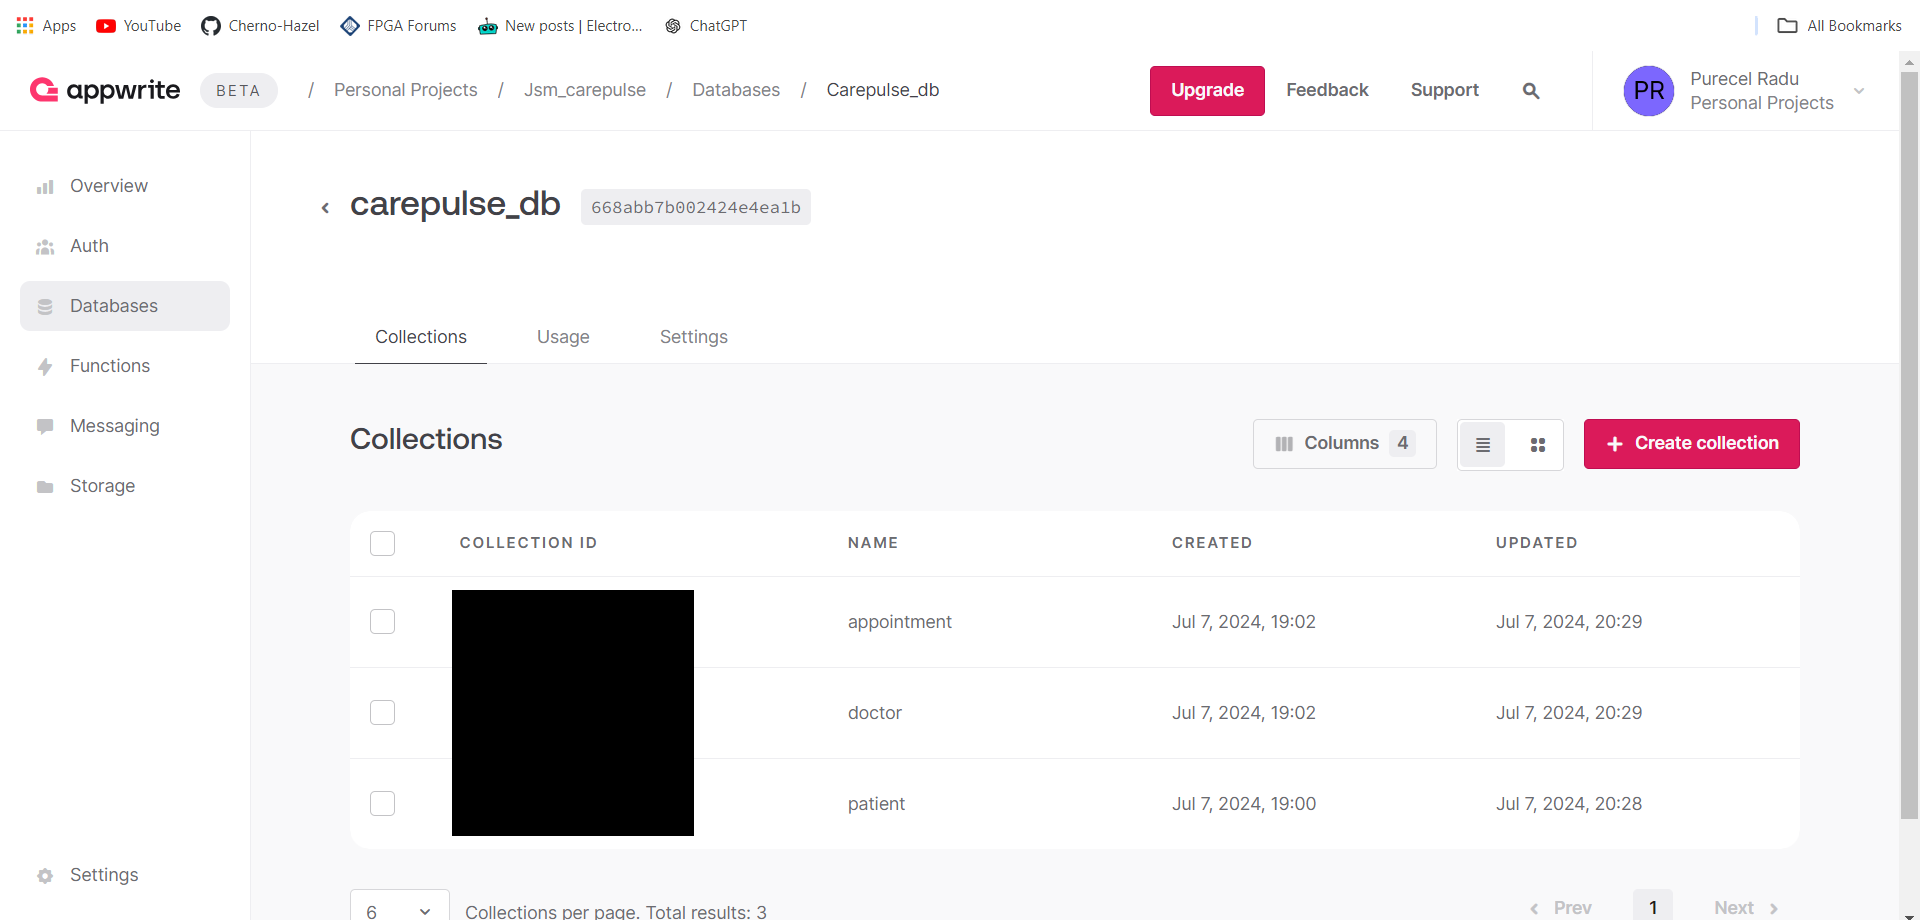 Apps YouTube Cherno-Hazel FPGA Forums New posts | Electro... ChatGPT All Bookmarks
appwrite BETA / Personal Projects / Jsm_carepulse / Databases / Carepulse_db Upgrade Feedback Support PR Purecel Radu
Personal Projects
Overview
Auth
Databases
Functions
Messaging
Storage
Settings
carepulse_db 668abb7b002424e4ea1b
Collections Usage Settings
Collections Columns 4 + Create collection
COLLECTION ID NAME CREATED UPDATED
appointment Jul 7, 2024, 19:02 Jul 7, 2024, 20:29
doctor Jul 7, 2024, 19:02 Jul 7, 2024, 20:29
patient Jul 7, 2024, 19:00 Jul 7, 2024, 20:28
6 Collections per page. Total results: 3 Prev 1 Next